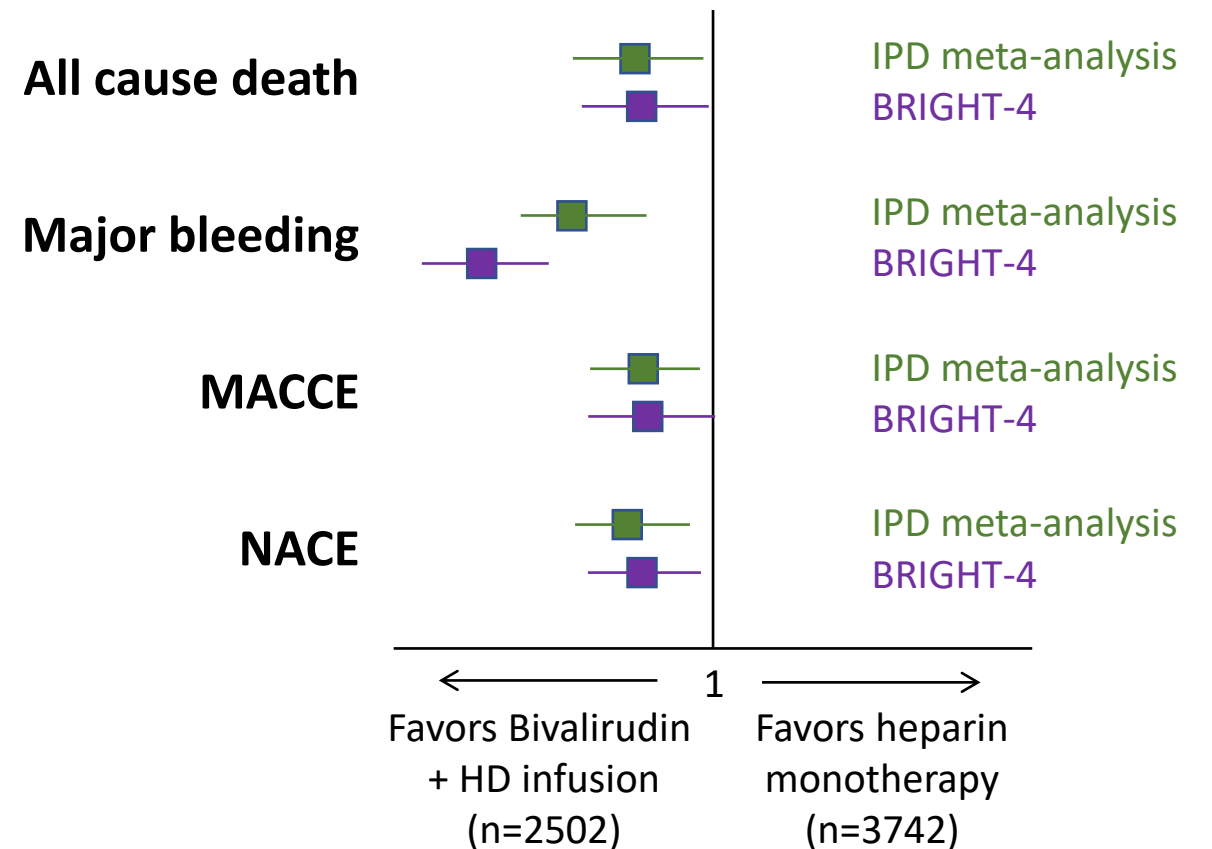 All cause death
IPD meta-analysis
BRIGHT-4
Major bleeding
IPD meta-analysis
BRIGHT-4
MACCE
IPD meta-analysis
BRIGHT-4
NACE
IPD meta-analysis
BRIGHT-4
1
Favors Bivalirudin
+ HD infusion
(n=2502)
Favors heparin
monotherapy
(n=3742)